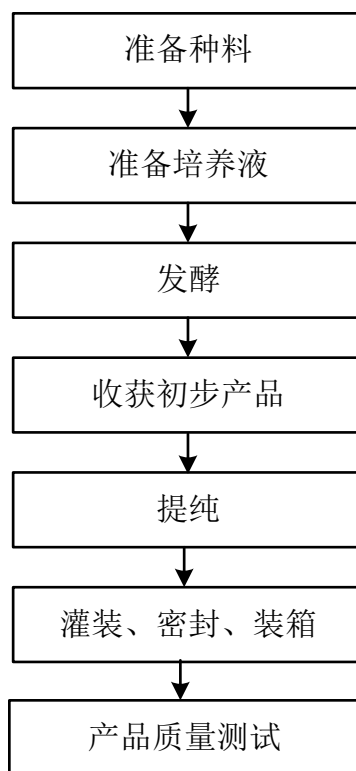 准备种料
准备培养液
发酵
收获初步产品
提纯
灌装、密封、装箱
产品质量测试